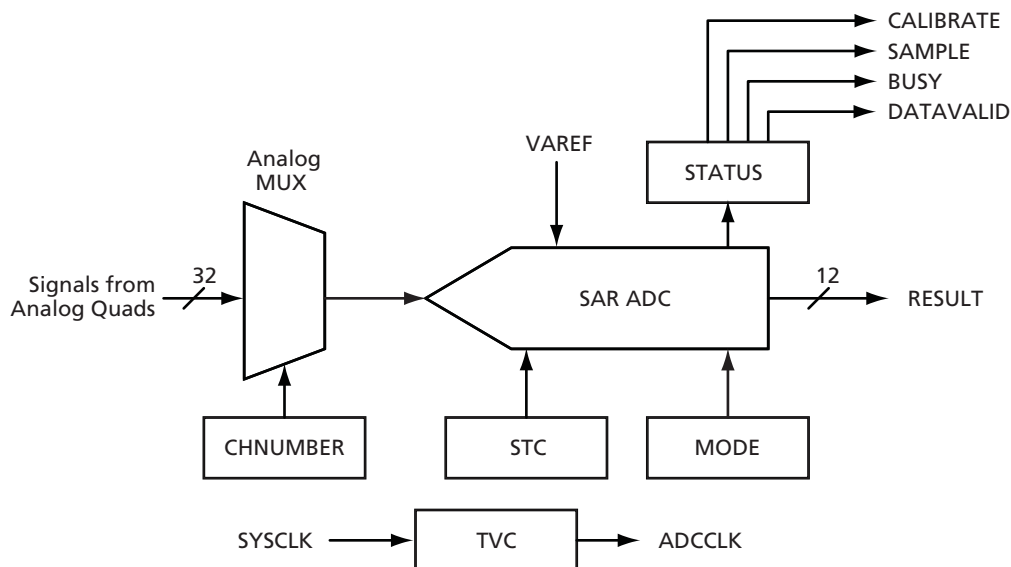 CALIBRATE
SAMPLE
BUSY
DATAVALID
STATUS
VAREF
Analog
MUX
Signals from
Analog Quads
32
SAR ADC
12
RESULT
CHNUMBER
STC
MODE
SYSCLK
TVC
ADCCLK